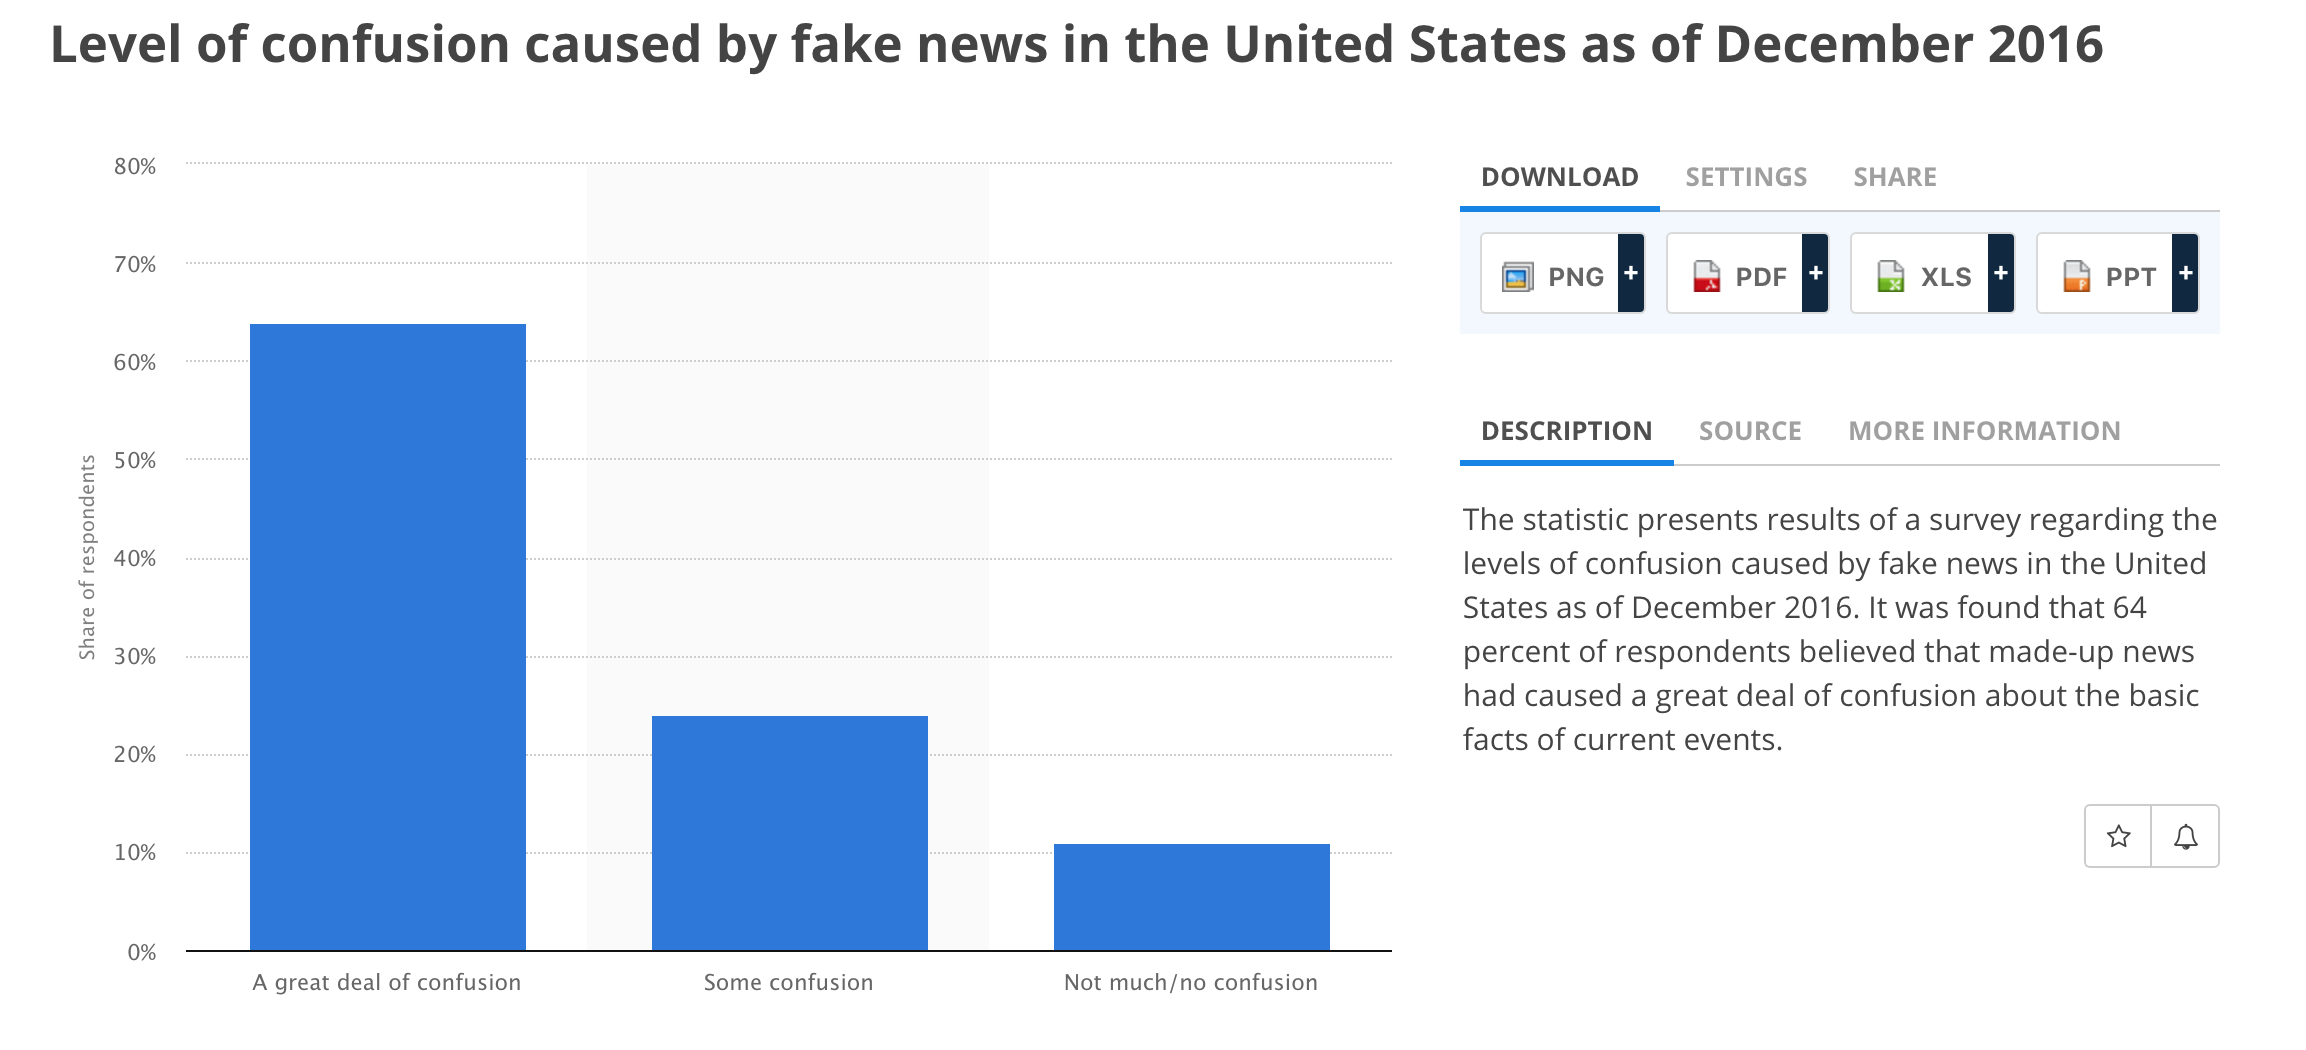 Level of confusion caused by fake news in the United States as of December 2016
80%
70%
60%
50%
40%
30%
20%
10%
0%
Share of respondents
A great deal of confusion
Some confusion
Not much/no confusion
DOWNLOAD SETTINGS SHARE
PNG + PDF + XLS + PPT +
DESCRIPTION SOURCE MORE INFORMATION
The statistic presents results of a survey regarding the
levels of confusion caused by fake news in the United
States as of December 2016. It was found that 64
percent of respondents believed that made-up news
had caused a great deal of confusion about the basic
facts of current events.